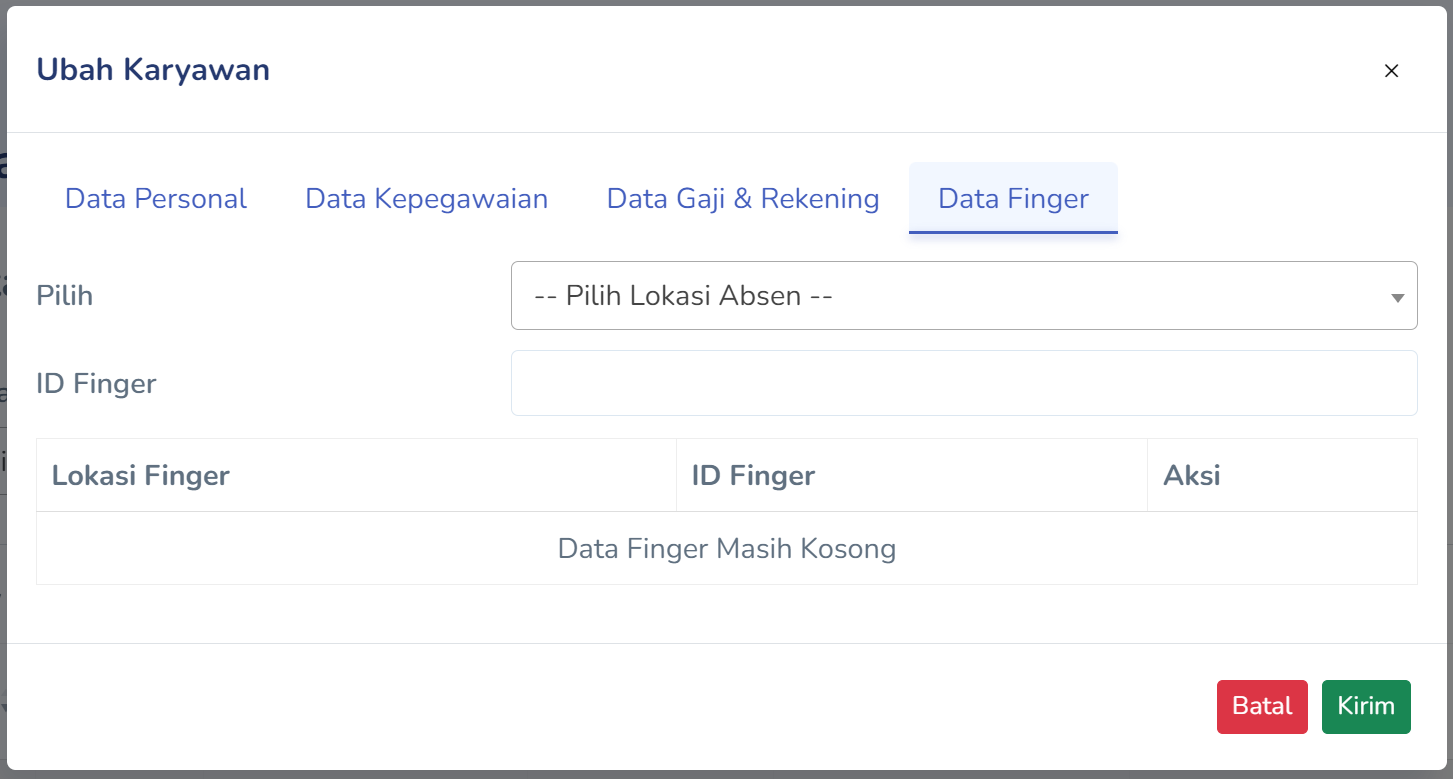 Ubah Karyawan
×
Data Personal Data Kepegawaian Data Gaji & Rekening Data Finger
Pilih -- Pilih Lokasi Absen --
ID Finger
Lokasi Finger ID Finger Aksi
Data Finger Masih Kosong
Batal Kirim